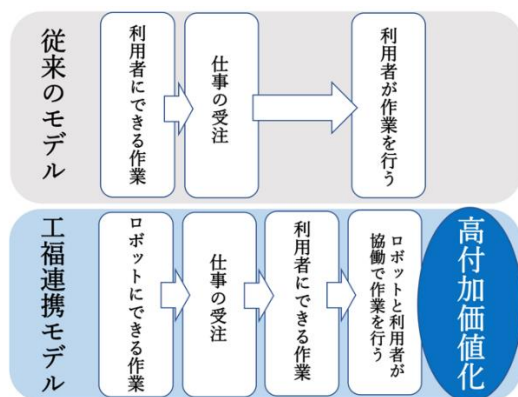 従来のモデル
利用者にできる作業
仕事の受注
利用者が作業を行う
工福連携モデル
ロボットにできる作業
仕事の受注
利用者にできる作業
ロボットと利用者が
協働で作業を行う
高付加価値化